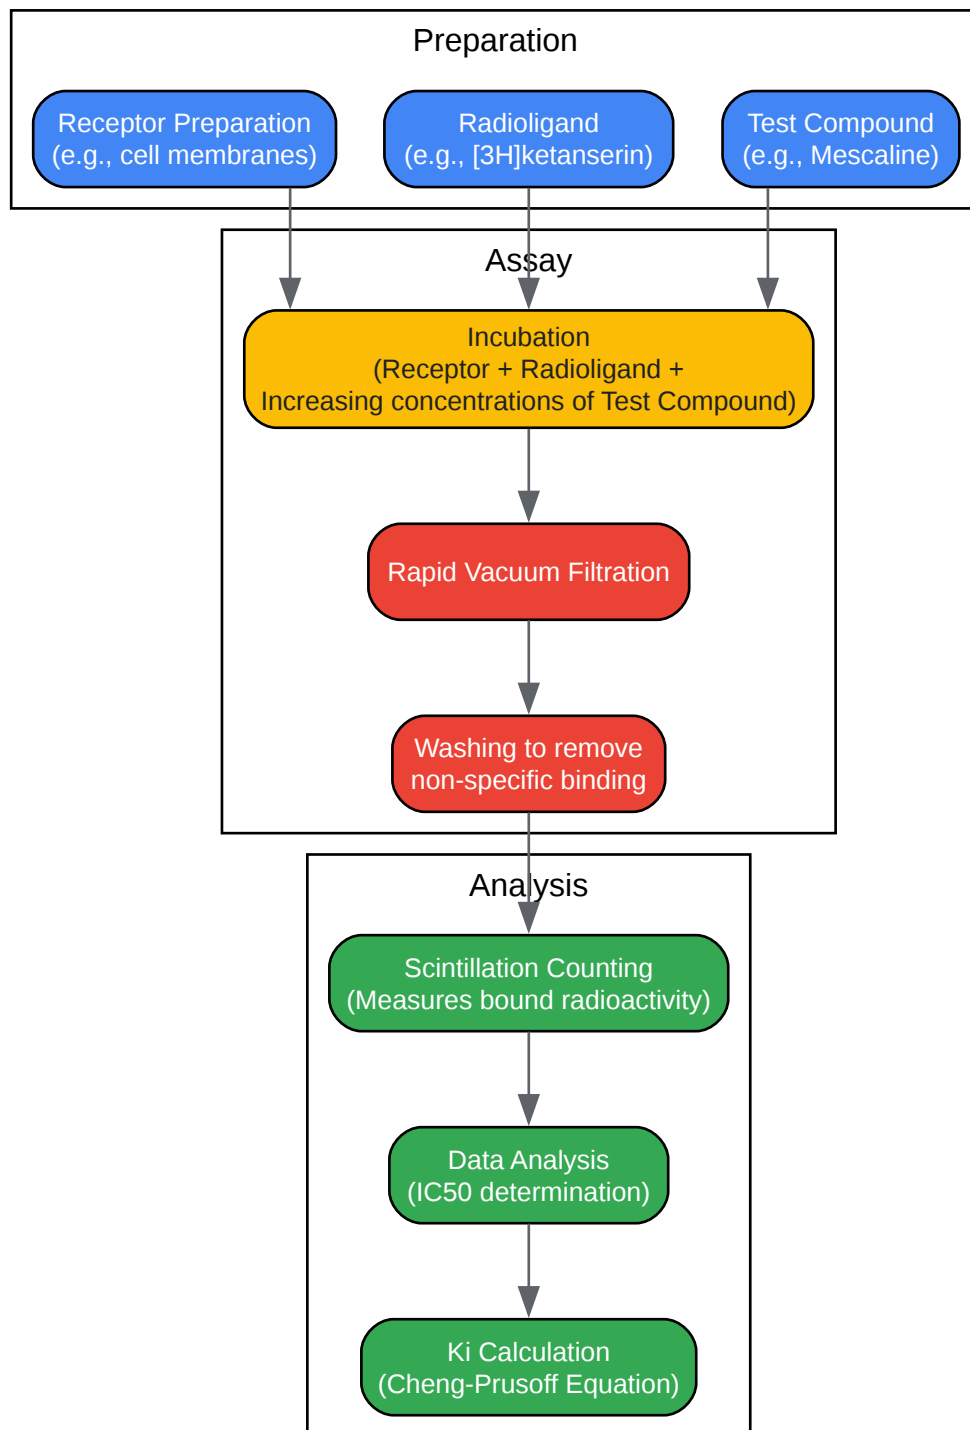 Preparation
Receptor Preparation
(e.g., cell membranes)
Radioligand
(e.g., [3H]ketanserin)
Test Compound
(e.g., Mescaline)
Assay
Incubation
(Receptor + Radioligand +
Increasing concentrations of Test Compound)
Rapid Vacuum Filtration
Washing to remove
non-specific binding
Analysis
Scintillation Counting
(Measures bound radioactivity)
Data Analysis
(IC50 determination)
Ki Calculation
(Cheng-Prusoff Equation)